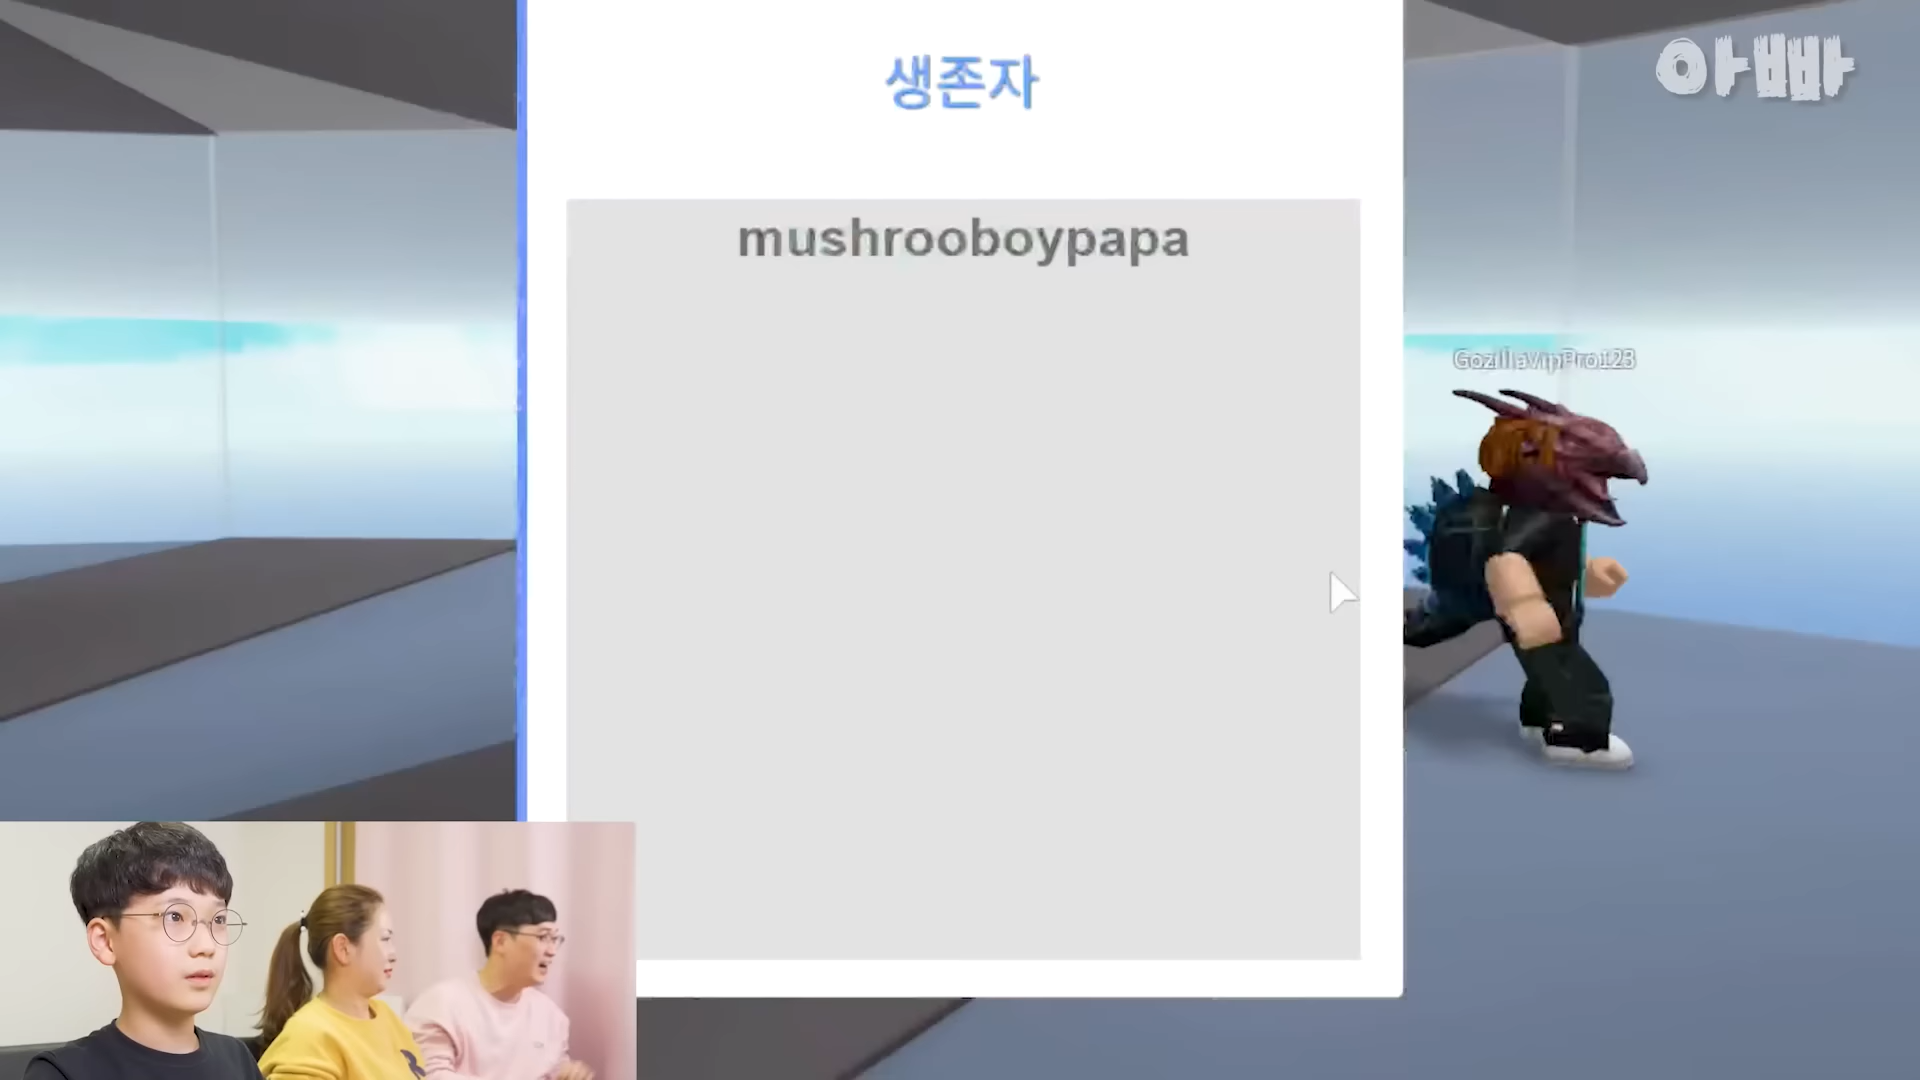 생존자
아빠
mushrooboypapa
GozillaVipPro123